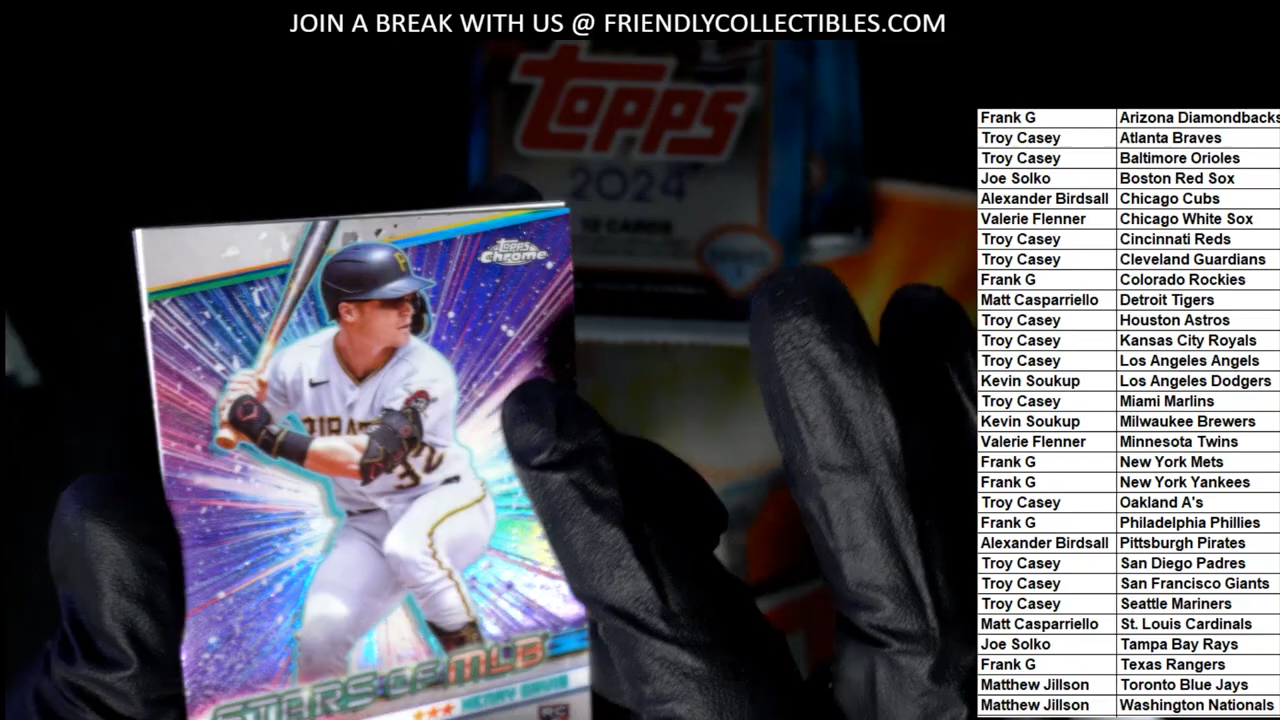 JOIN A BREAK WITH US @ FRIENDLYCOLLECTIBLES.COM
Topps
2024
12 CARDS
Topps
Chrome
P
PIRAT
32
STARS OF MLB
HENRY DAVIS
RC
Frank G Arizona Diamondbacks
Troy Casey Atlanta Braves
Troy Casey Baltimore Orioles
Joe Solko Boston Red Sox
Alexander Birdsall Chicago Cubs
Valerie Flenner Chicago White Sox
Troy Casey Cincinnati Reds
Troy Casey Cleveland Guardians
Frank G Colorado Rockies
Matt Casparriello Detroit Tigers
Troy Casey Houston Astros
Troy Casey Kansas City Royals
Troy Casey Los Angeles Angels
Kevin Soukup Los Angeles Dodgers
Troy Casey Miami Marlins
Kevin Soukup Milwaukee Brewers
Valerie Flenner Minnesota Twins
Frank G New York Mets
Frank G New York Yankees
Troy Casey Oakland A's
Frank G Philadelphia Phillies
Alexander Birdsall Pittsburgh Pirates
Troy Casey San Diego Padres
Troy Casey San Francisco Giants
Troy Casey Seattle Mariners
Matt Casparriello St. Louis Cardinals
Joe Solko Tampa Bay Rays
Frank G Texas Rangers
Matthew Jillson Toronto Blue Jays
Matthew Jillson Washington Nationals